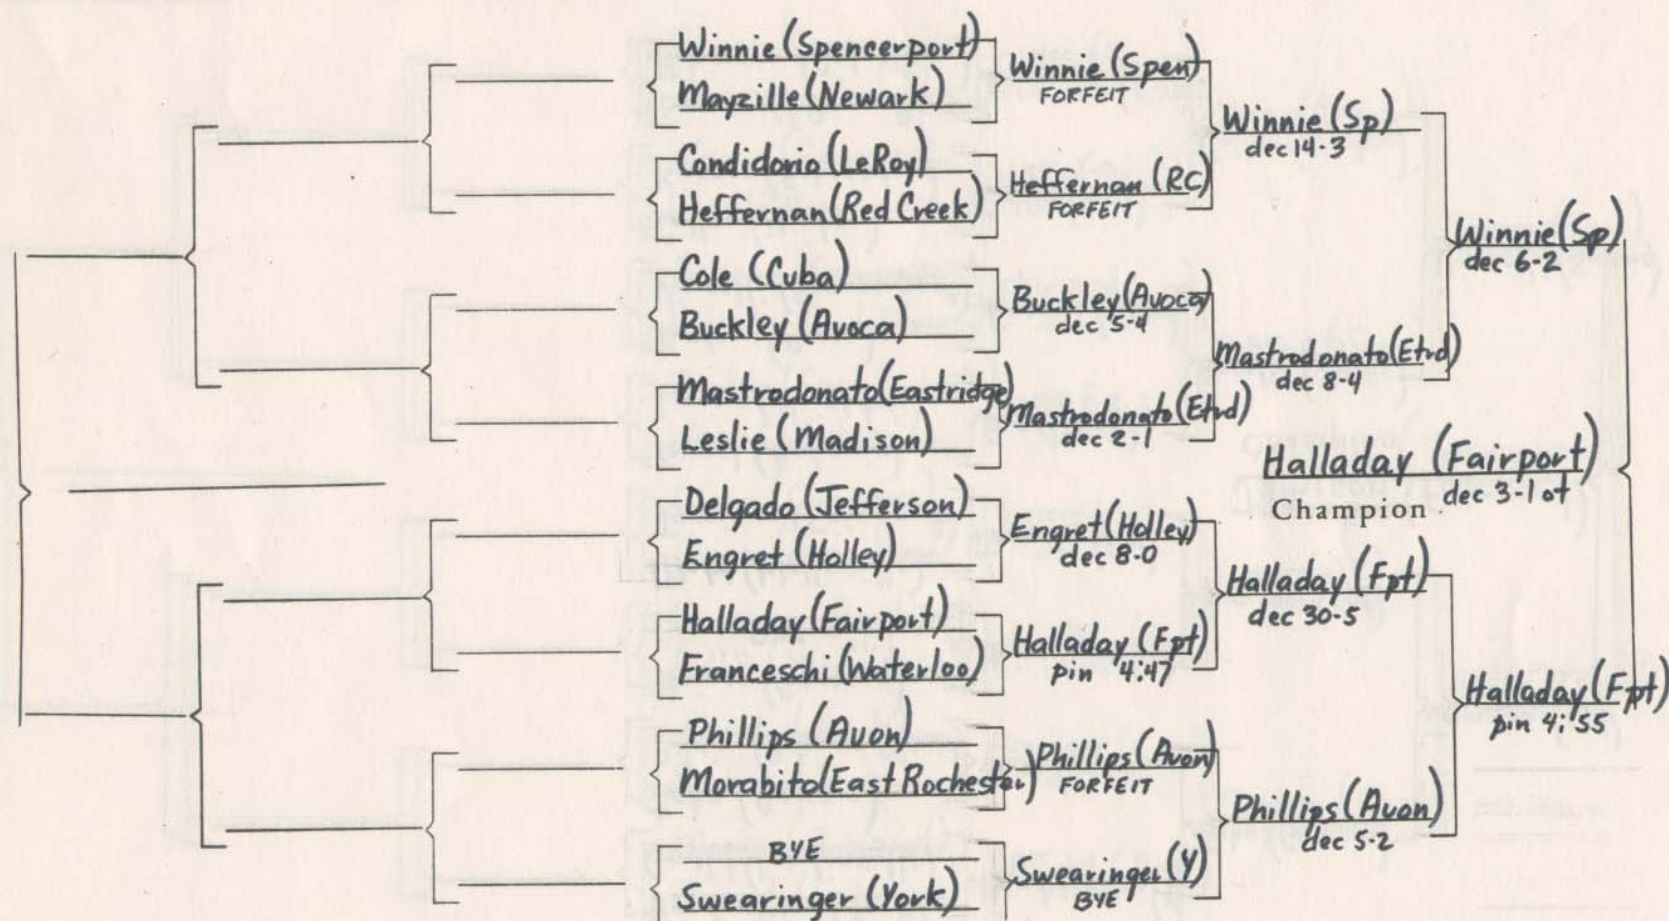 Winnie (Spencerport)
Mayzille (Newark)
Condidorio (LeRoy)
Heffernan (Red Creek)
Cole (Cuba)
Buckley (Avoca)
Mastrodonato (Eastridge)
Leslie (Madison)
Delgado (Jefferson)
Engret (Holley)
Halladay (Fairport)
Franceschi (Waterloo)
Phillips (Avon)
Morabito (East Rochester)
BYE
Swearinger (York)
Winnie (Spen)
FORFEIT
Heffernan (RC)
FORFEIT
Buckley (Avoca)
dec 5-4
Mastrodonato (Etrd)
dec 2-1
Engret (Holley)
dec 8-0
Halladay (Fpt)
pin 4:47
Phillips (Avon)
FORFEIT
Swearinger (Y)
BYE
Winnie (Sp)
dec 14-3
Mastrodonato (Etrd)
dec 8-4
Halladay (Fpt)
dec 30-5
Phillips (Avon)
dec 5-2
Winnie (Sp)
dec 6-2
Halladay (Fpt)
pin 4:55
Halladay (Fairport)
dec 3-1 ot
Champion